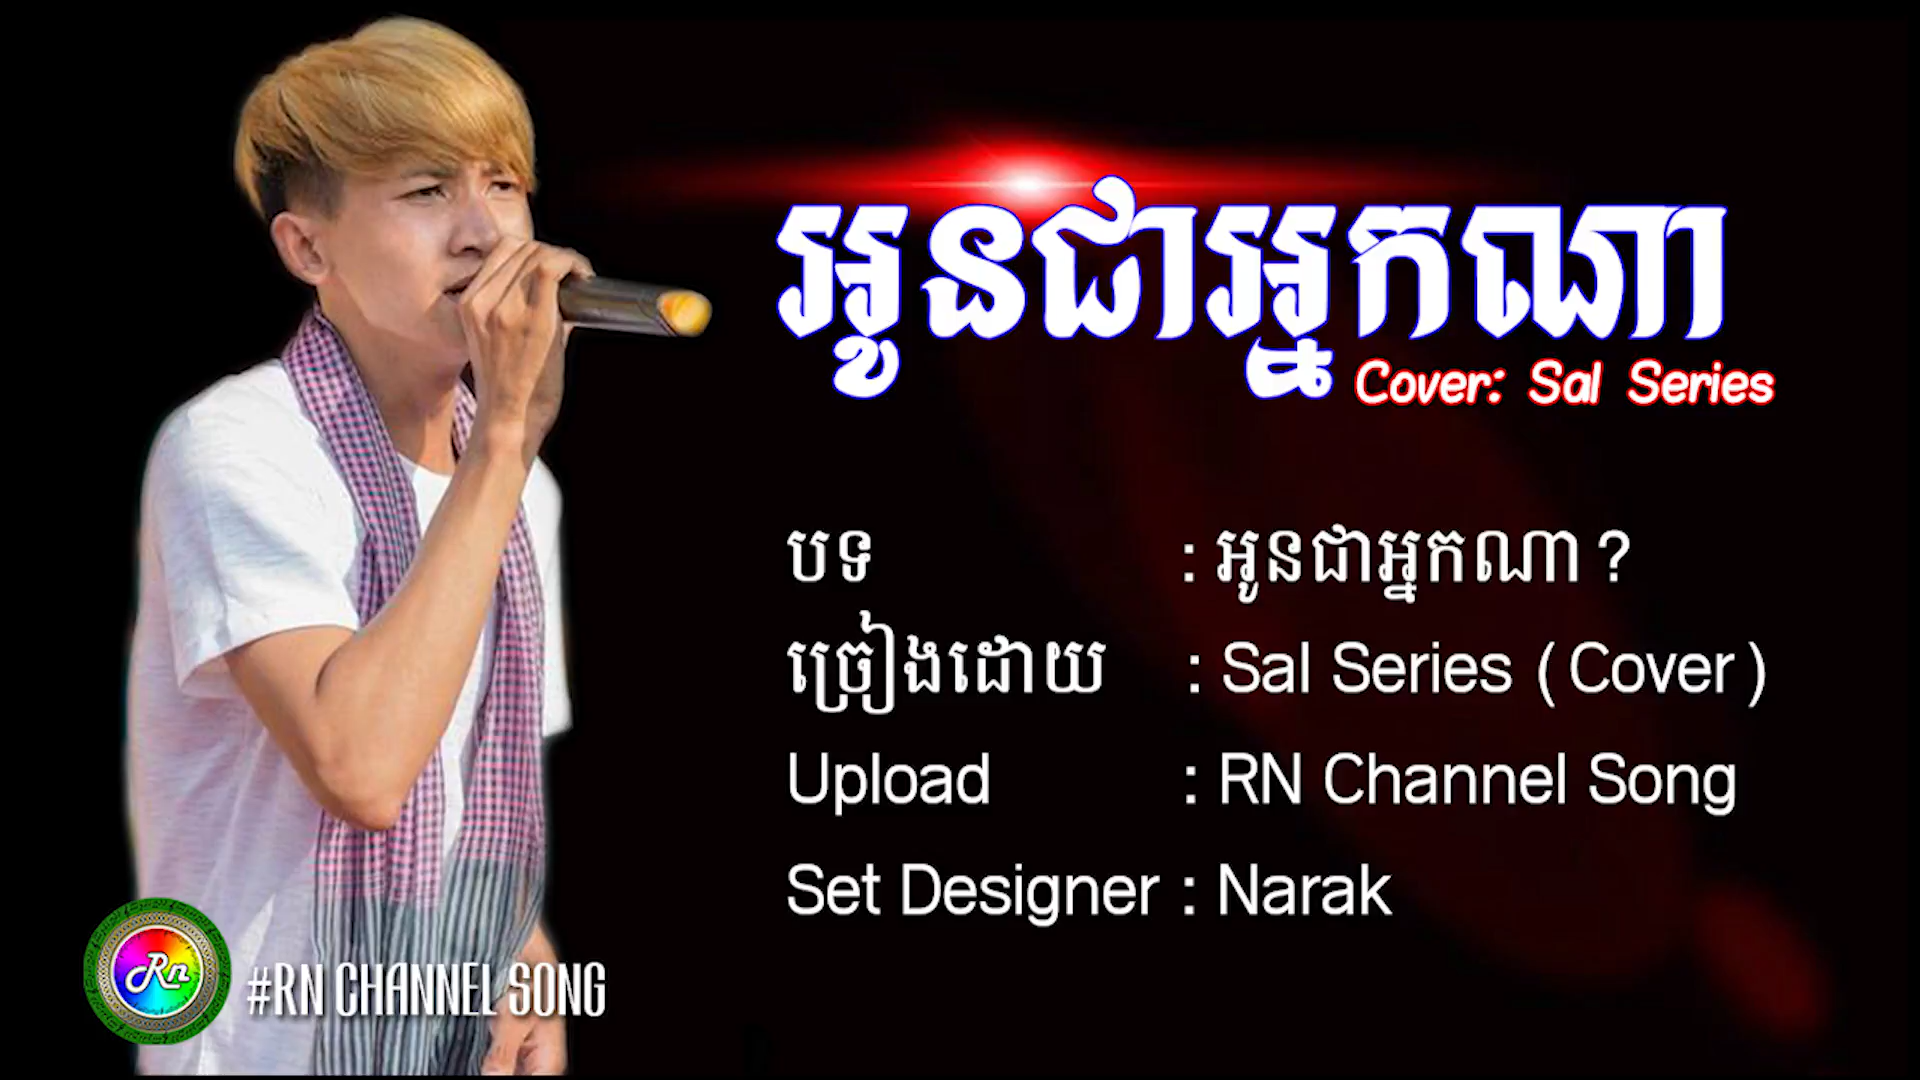 អូនជាអ្នកណា
Cover: Sal Series
បទ : អូនជាអ្នកណា ?
ច្រៀងដោយ : Sal Series ( Cover )
Upload : RN Channel Song
Set Designer : Narak
Rn
#RN CHANNEL SONG